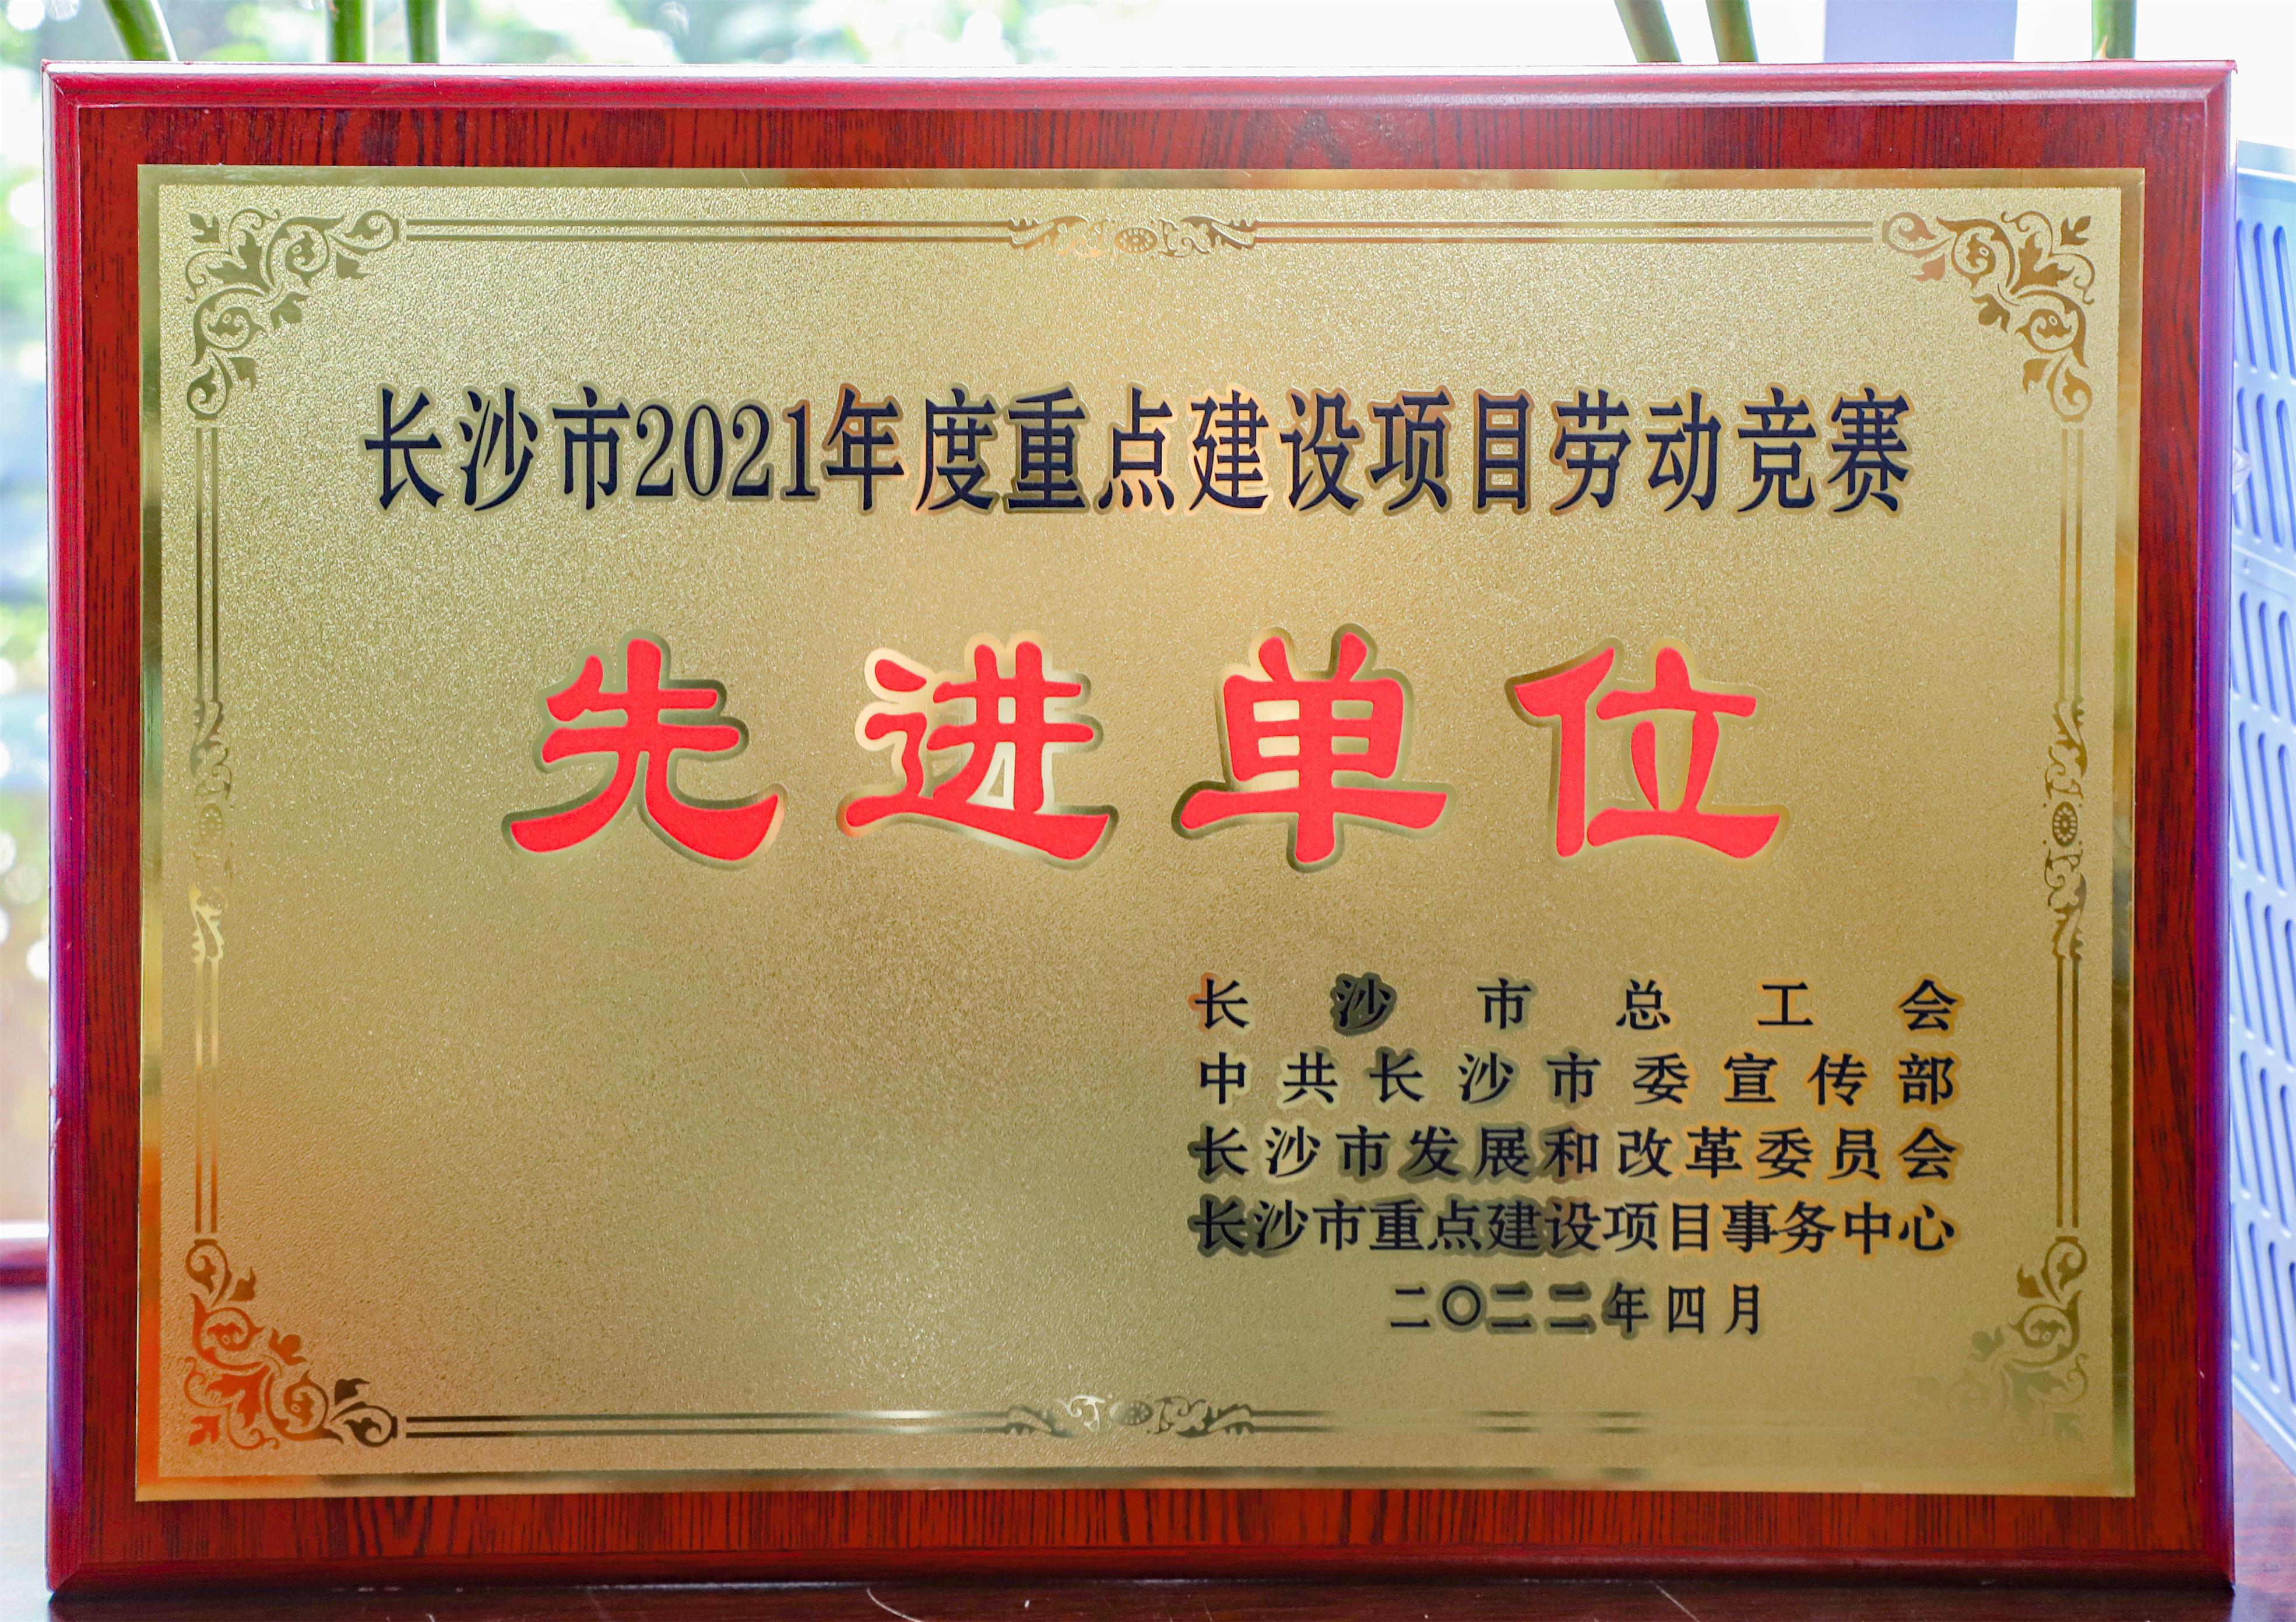 长沙市2021年度重点建设项目劳动竞赛
先进单位
长沙市总工会
中共长沙市委宣传部
长沙市发展和改革委员会
长沙市重点建设项目事务中心
二〇二二年四月